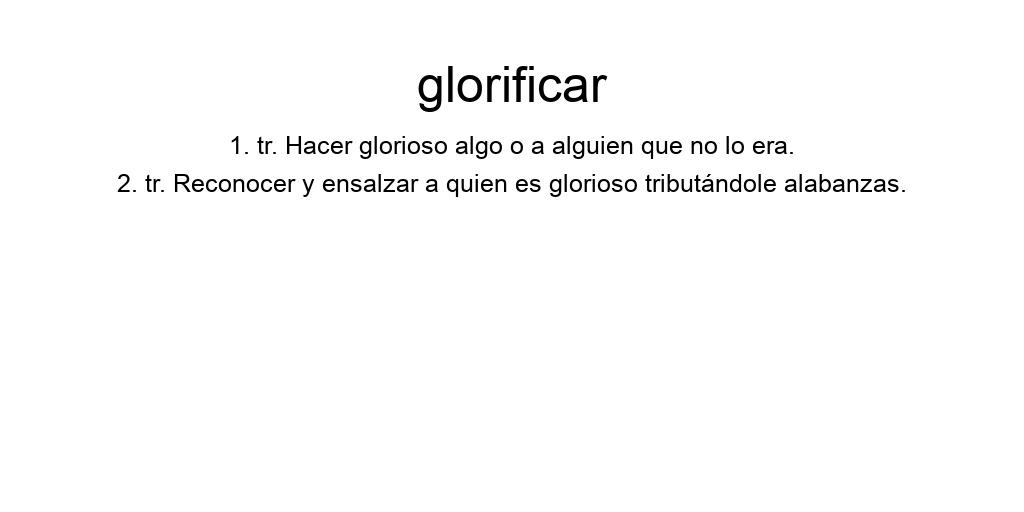 glorificar
1. tr. Hacer glorioso algo o a alguien que no lo era.
2. tr. Reconocer y ensalzar a quien es glorioso tributándole alabanzas.